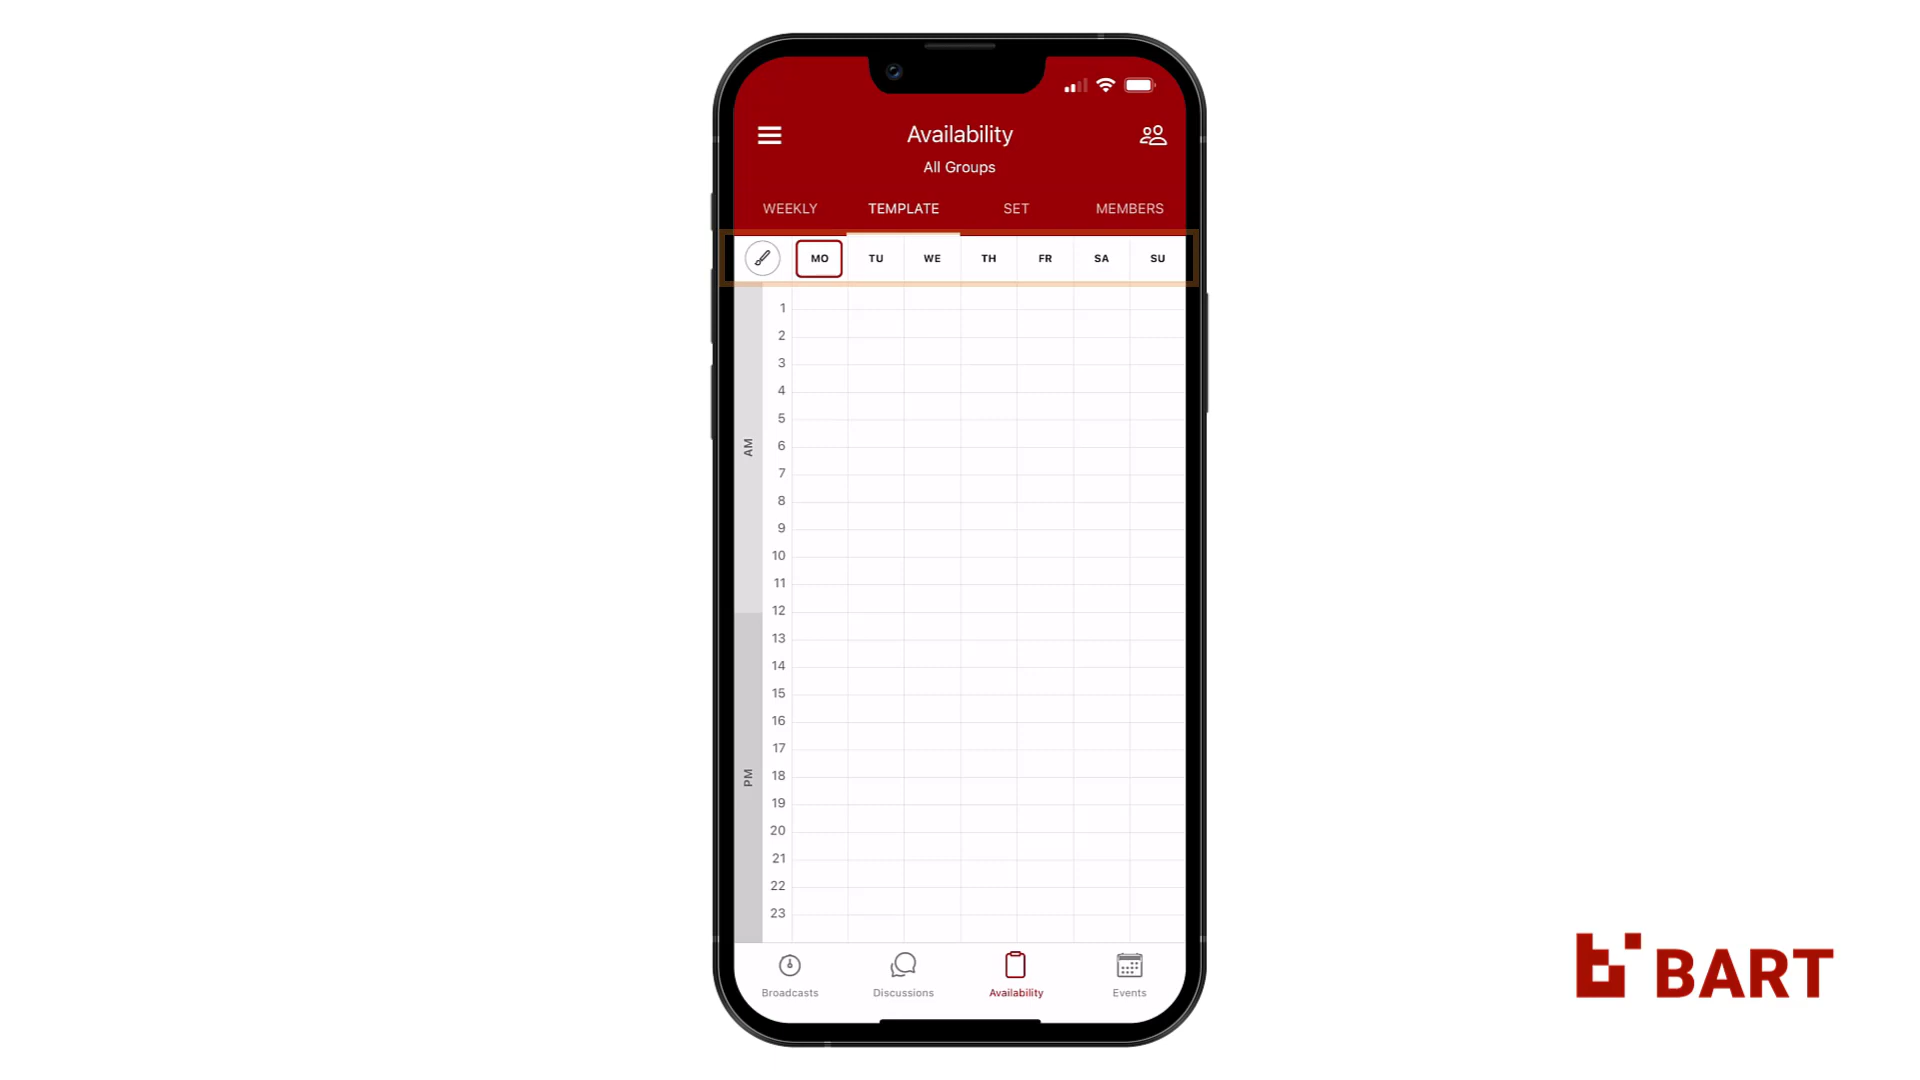 Availability
All Groups
WEEKLY TEMPLATE SET MEMBERS
MO TU WE TH FR SA SU
1
2
3
4
5
AM
6
7
8
9
10
11
12
13
14
15
16
17
PM
18
19
20
21
22
23
Broadcasts Discussions Availability Events
BART